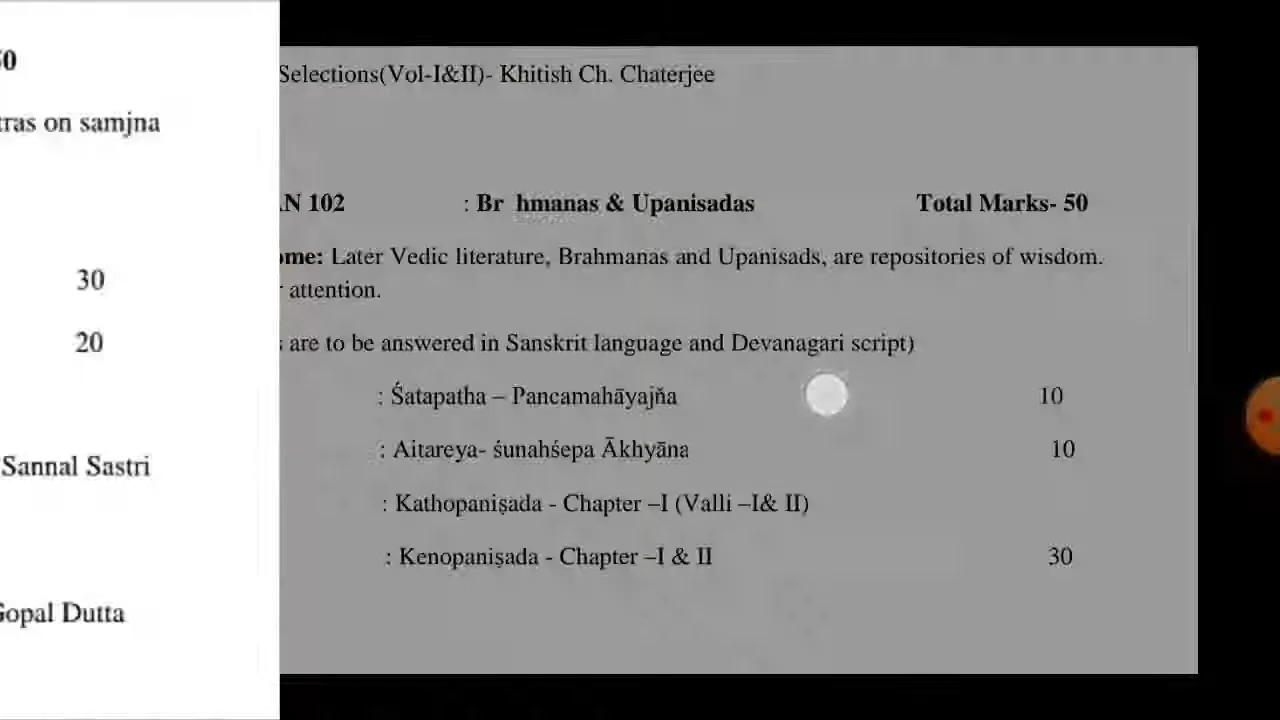 50
tras on samjna
30
20
Sannal Sastri
Gopal Dutta
Selections(Vol-I&II)- Khitish Ch. Chaterjee
AN 102 : Br hmanas & Upanisadas Total Marks- 50
ome: Later Vedic literature, Brahmanas and Upanisads, are repositories of wisdom.
r attention.
s are to be answered in Sanskrit language and Devanagari script)
: Śatapatha – Pancamahāyajña 10
: Aitareya- śunahśepa Ākhyāna 10
: Kathopaniṣada - Chapter –I (Valli –I& II)
: Kenopaniṣada - Chapter –I & II 30